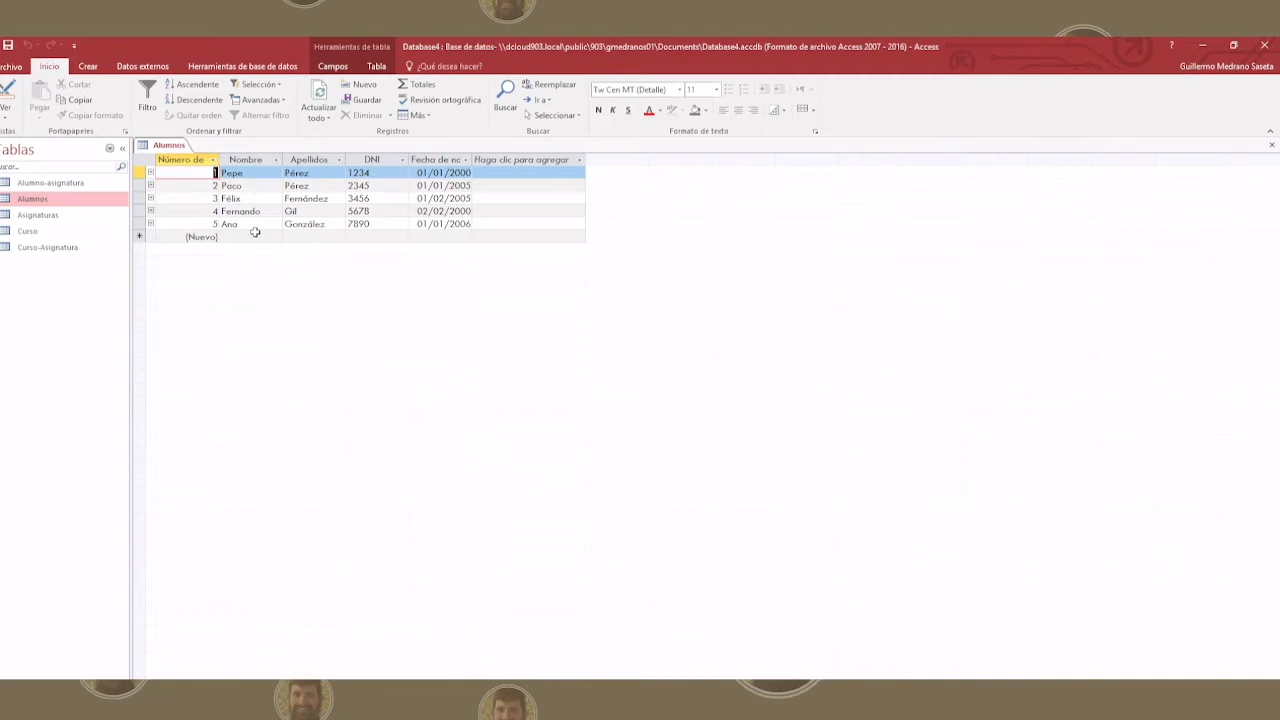 Herramientas de tabla
Database4 : Base de datos- \\dcloud903.local\public\903\gmedranos01\Documents\Database4.accdb (Formato de archivo Access 2007 - 2016) - Access
?
rchivo Inicio Crear Datos externos Herramientas de base de datos Campos Tabla ¿Qué desea hacer? Guillermo Medrano Saseta
Ver
Pegar
Cortar
Copiar
Copiar formato
Filtro
Ascendente
Descendente
Quitar orden
Selección
Avanzadas
Alternar filtro
Actualizar
todo
Nuevo
Guardar
Eliminar
Totales
Revisión ortográfica
Más
Buscar
Reemplazar
Ir a
Seleccionar
Tw Cen MT (Detalle) 11
N K S A
istas Portapapeles Ordenar y filtrar Registros Buscar Formato de texto
Tablas
uscar...
Alumno-asignatura
Alumnos
Asignaturas
Curso
Curso-Asignatura
Alumnos
Número de Nombre Apellidos DNI Fecha de nc Haga clic para agregar
1 Pepe Pérez 1234 01/01/2000
2 Paco Pérez 2345 01/01/2005
3 Félix Fernández 3456 01/02/2005
4 Fernando Gil 5678 02/02/2000
5 Ana González 7890 01/01/2006
(Nuevo)